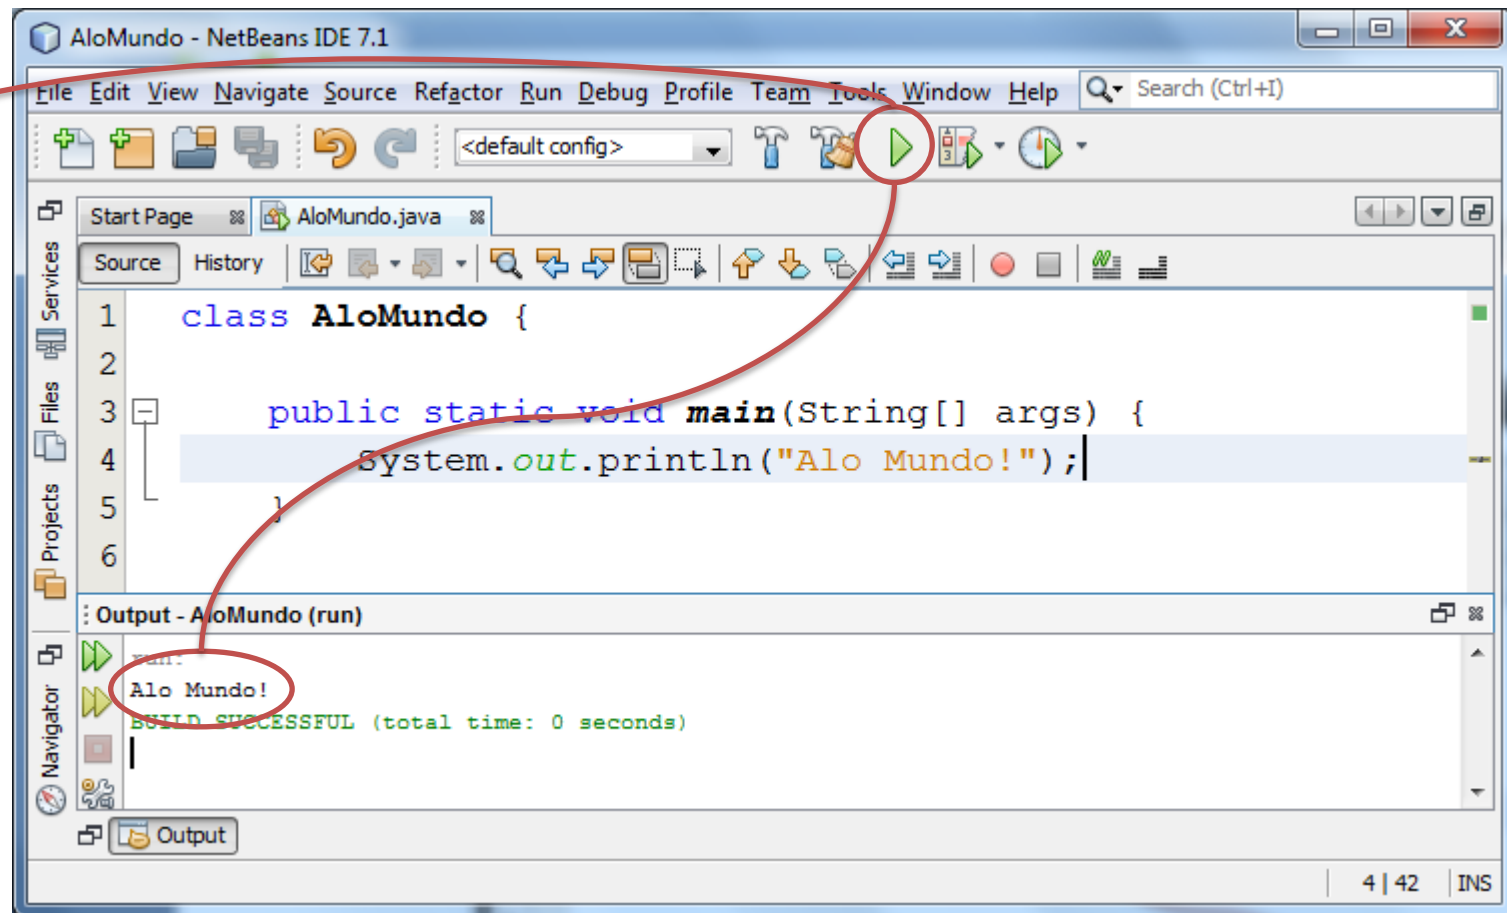 AloMundo - NetBeans IDE 7.1
File Edit View Navigate Source Refactor Run Debug Profile Team Tools Window Help Search (Ctrl+I)
<default config>
Start Page AloMundo.java
Source History
Services
Files
Projects
Navigator
1 class AloMundo {
2
3 public static void main(String[] args) {
4 System.out.println("Alo Mundo!");
5 }
6
Output - AloMundo (run)
run:
Alo Mundo!
BUILD SUCCESSFUL (total time: 0 seconds)
Output
4 | 42 INS